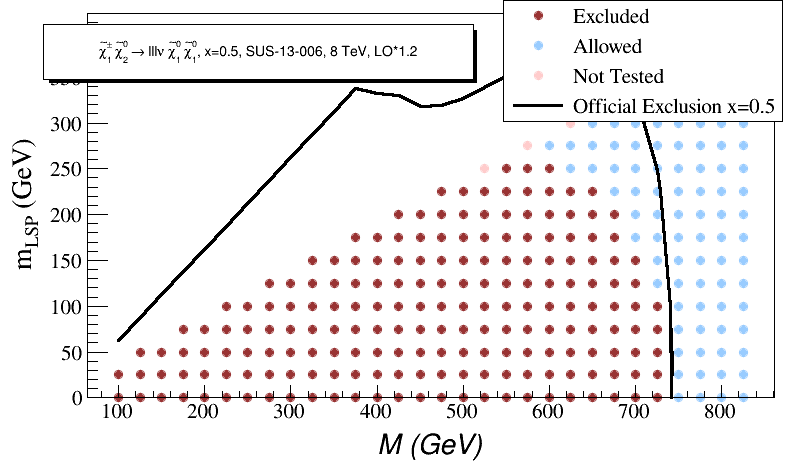 χ̃₁± χ̃₂⁰ → lllν χ̃₁⁰ χ̃₁⁰, x=0.5, SUS-13-006, 8 TeV, LO*1.2
Excluded
Allowed
Not Tested
Official Exclusion x=0.5
m_LSP (GeV)
300
250
200
150
100
50
0
100 200 300 400 500 600 700 800
M (GeV)